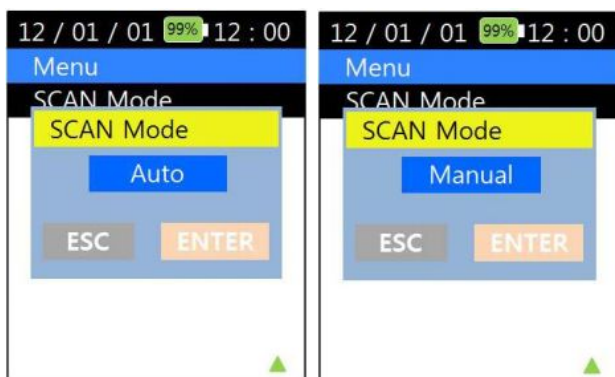 12 / 01 / 01 99% 12 : 00
Menu
SCAN Mode
SCAN Mode
Auto
ESC ENTER
12 / 01 / 01 99% 12 : 00
Menu
SCAN Mode
SCAN Mode
Manual
ESC ENTER